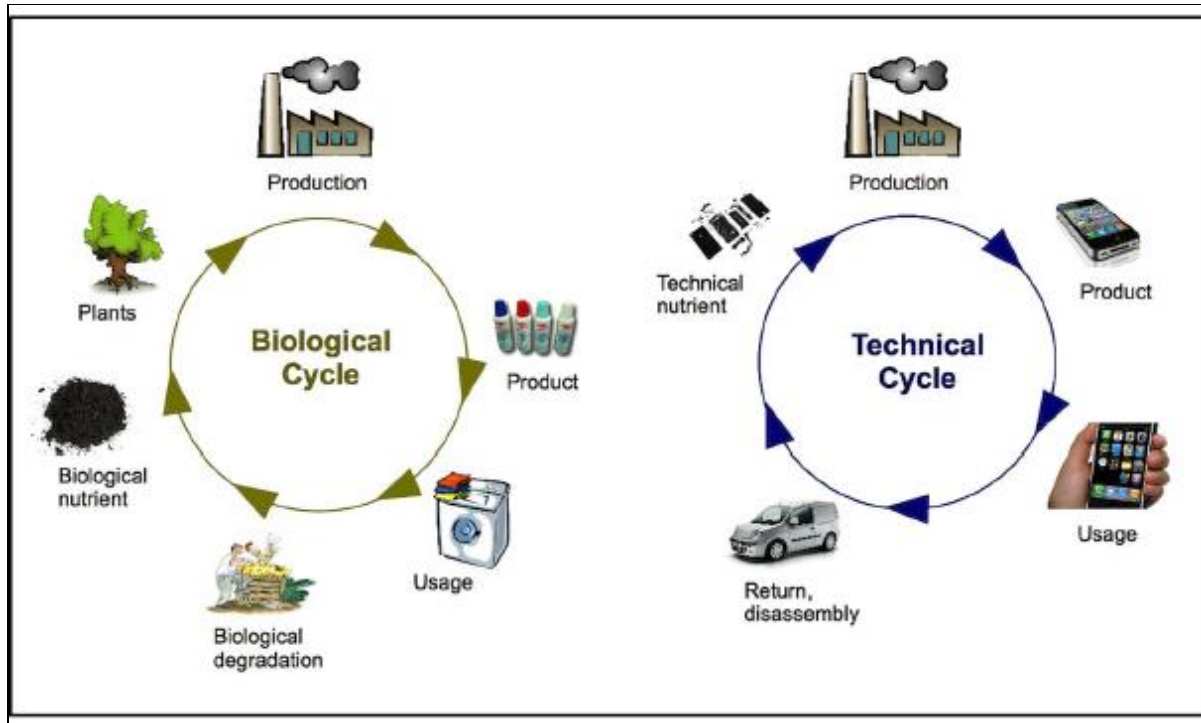 Production
Plants
Biological
Cycle
Product
Biological
nutrient
Usage
Biological
degradation
Production
Technical
nutrient
Product
Technical
Cycle
Usage
Return,
disassembly